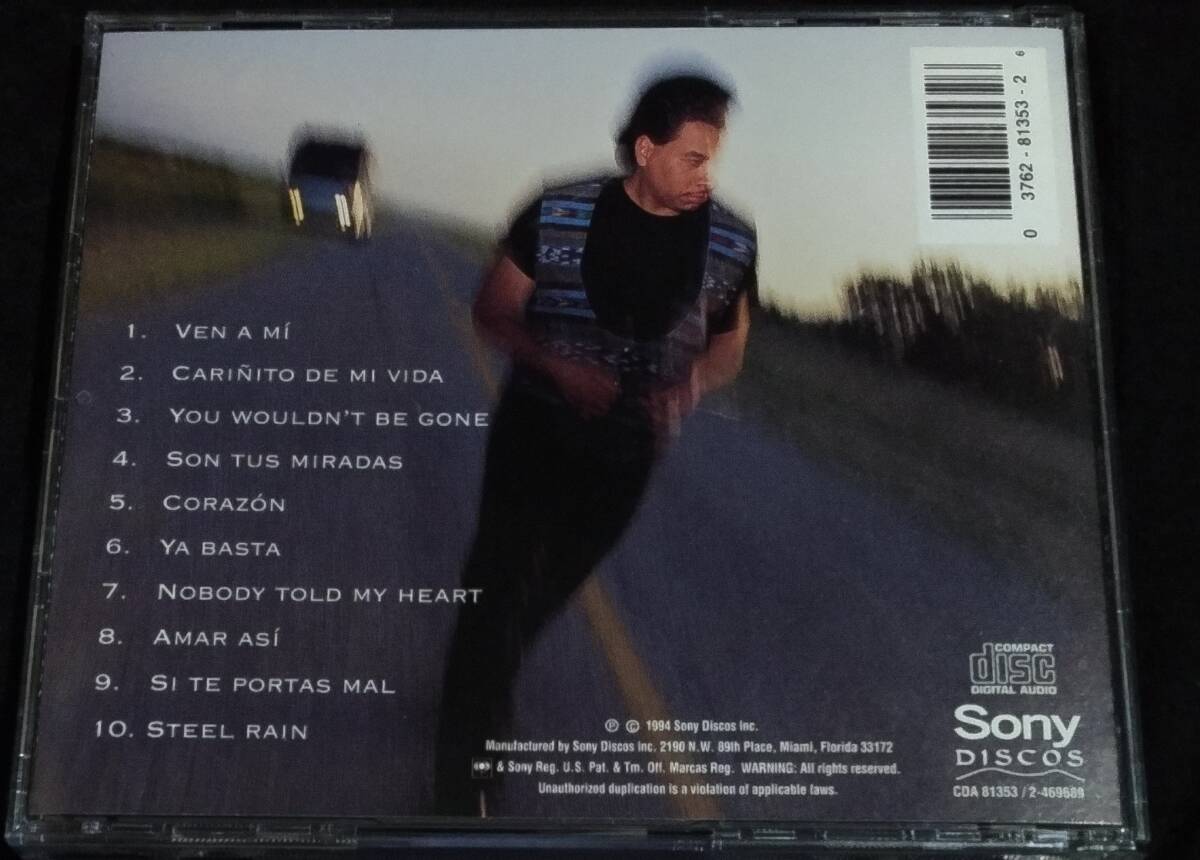 6
0 3762 - 81353 - 2
1. VEN A MÍ
2. CARIÑITO DE MI VIDA
3. YOU WOULDN'T BE GONE
4. SON TUS MIRADAS
5. CORAZÓN
6. YA BASTA
7. NOBODY TOLD MY HEART
8. AMAR ASÍ
9. SI TE PORTAS MAL
10. STEEL RAIN
℗ © 1994 Sony Discos Inc.
Manufactured by Sony Discos Inc. 2190 N.W. 89th Place, Miami, Florida 33172
& Sony Reg. U.S. Pat. & Tm. Off. Marcas Reg. WARNING: All rights reserved.
Unauthorized duplication is a violation of applicable laws.
COMPACT
disc
DIGITAL AUDIO
Sony
DISCOS
CDA 81353 / 2-469689